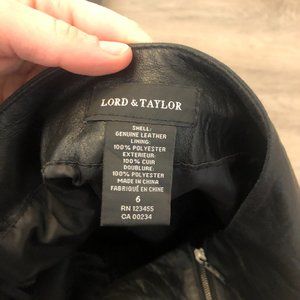 LORD & TAYLOR
SHELL:
GENUINE LEATHER
LINING:
100% POLYESTER
EXTERIEUR:
100% CUIR
DOUBLURE:
100% POLYESTER
MADE IN CHINA
FABRIQUÉ EN CHINE
6
RN 123455
CA 00234